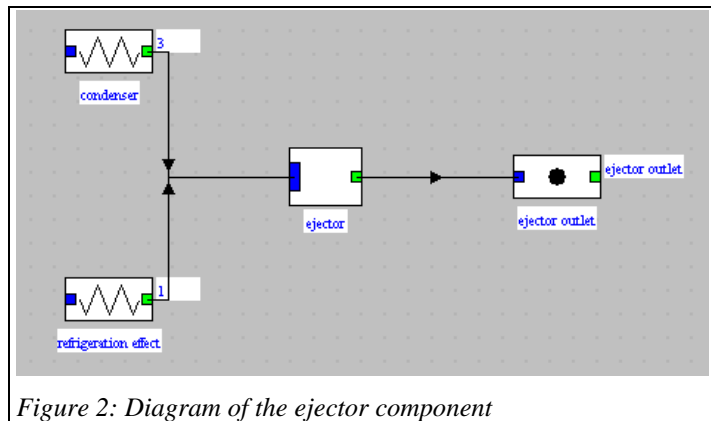 3
condenser
ejector
ejector outlet
ejector outlet
1
refrigeration effect
Figure 2: Diagram of the ejector component